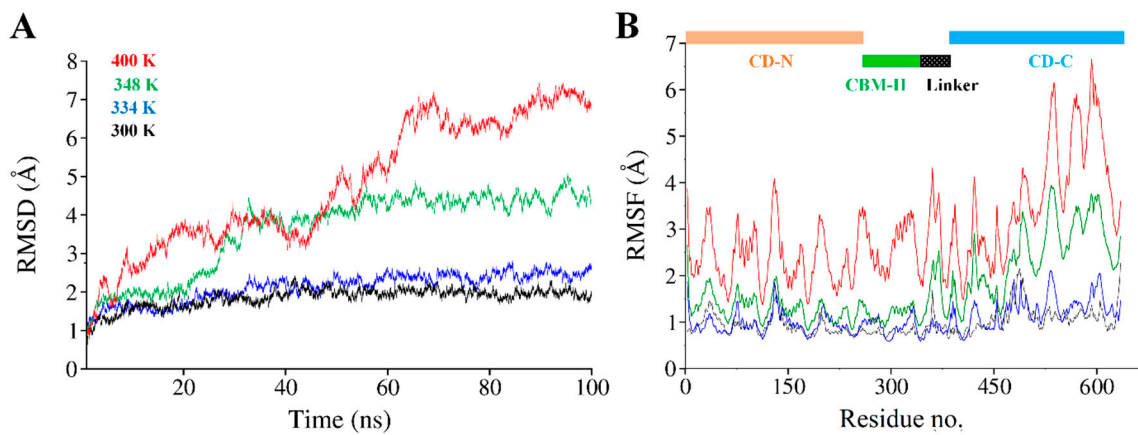 A
8
7
6
5
4
3
2
1
0
RMSD (Å)
400 K
348 K
334 K
300 K
20
40
60
80
100
Time (ns)
B
7
6
5
4
3
2
1
0
RMSF (Å)
CD-N
CBM-II
Linker
CD-C
0
150
300
450
600
Residue no.